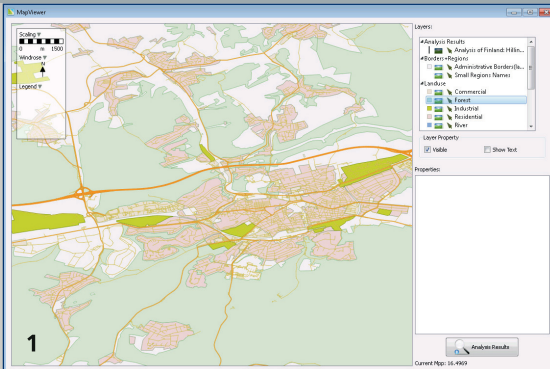 MapViewer
Scaling ▼
0 m 1500
Windrose ▼
N
Legend ▼
1
Layers:
Analysis Results
Analysis of Finland: Hillin...
Borders+Regions
Administrative Borders(le...
Small Regions Names
Landuse
Commercial
Forest
Industrial
Residential
River
Layer Property
Visible
Show Text
Properties:
Analysis Results
Current Mpp: 16.4969